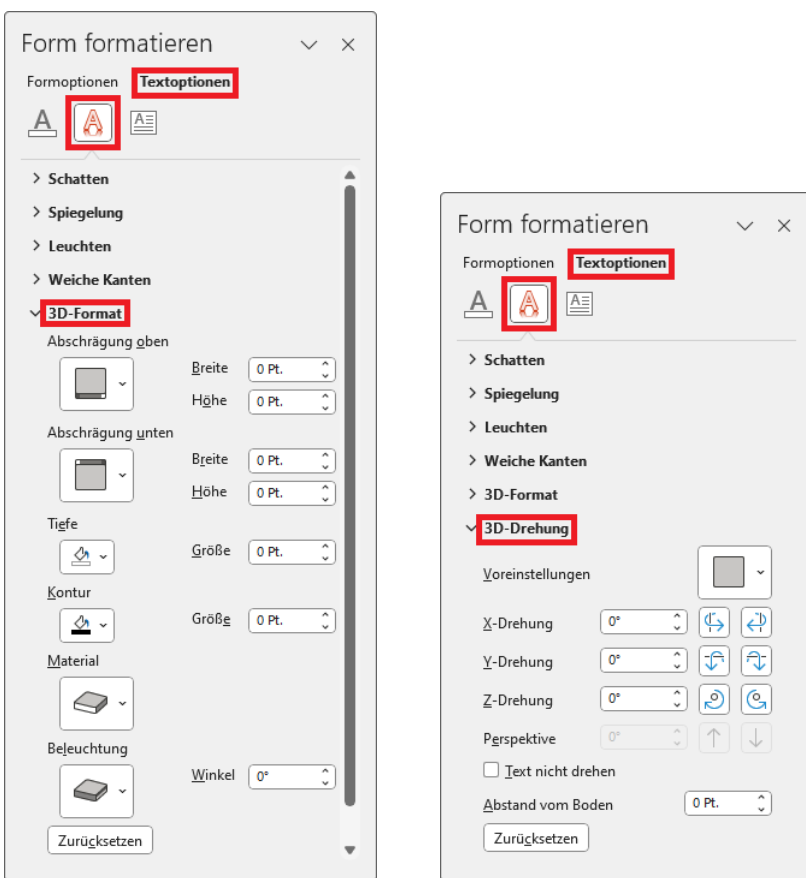 Form formatieren
Formoptionen Textoptionen
A A A
Schatten
Spiegelung
Leuchten
Weiche Kanten
3D-Format
Abschrägung oben
Breite 0 Pt.
Höhe 0 Pt.
Abschrägung unten
Breite 0 Pt.
Höhe 0 Pt.
Tiefe
Größe 0 Pt.
Kontur
Größe 0 Pt.
Material
Beleuchtung
Winkel 0°
Zurücksetzen
Form formatieren
Formoptionen Textoptionen
A A A
Schatten
Spiegelung
Leuchten
Weiche Kanten
3D-Format
3D-Drehung
Voreinstellungen
X-Drehung 0°
Y-Drehung 0°
Z-Drehung 0°
Perspektive 0°
Text nicht drehen
Abstand vom Boden 0 Pt.
Zurücksetzen